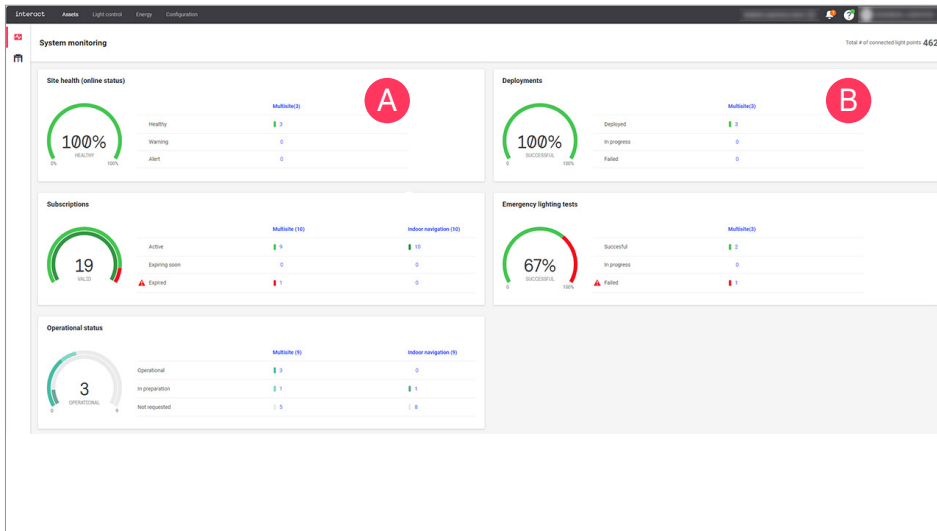 interact Assets Light control Energy Configuration
System monitoring
Total # of connected light points: 462
Site health (online status)
A
Multisite(3)
100%
HEALTHY
0% 100%
Healthy 3
Warning 0
Alert 0
Deployments
B
Multisite(3)
100%
SUCCESSFUL
0 100%
Deployed 3
In progress 0
Failed 0
Subscriptions
Multisite (10) Indoor navigation (10)
19
VALID
Active 9 10
Expiring soon 0 0
Expired 1 0
Emergency lighting tests
Multisite(3)
67%
SUCCESSFUL
0 100%
Succesful 2
In progress 0
Failed 1
Operational status
Multisite (9) Indoor navigation (9)
3
OPERATIONAL
0 9
Operational 3 0
In preparation 1 1
Not requested 5 8